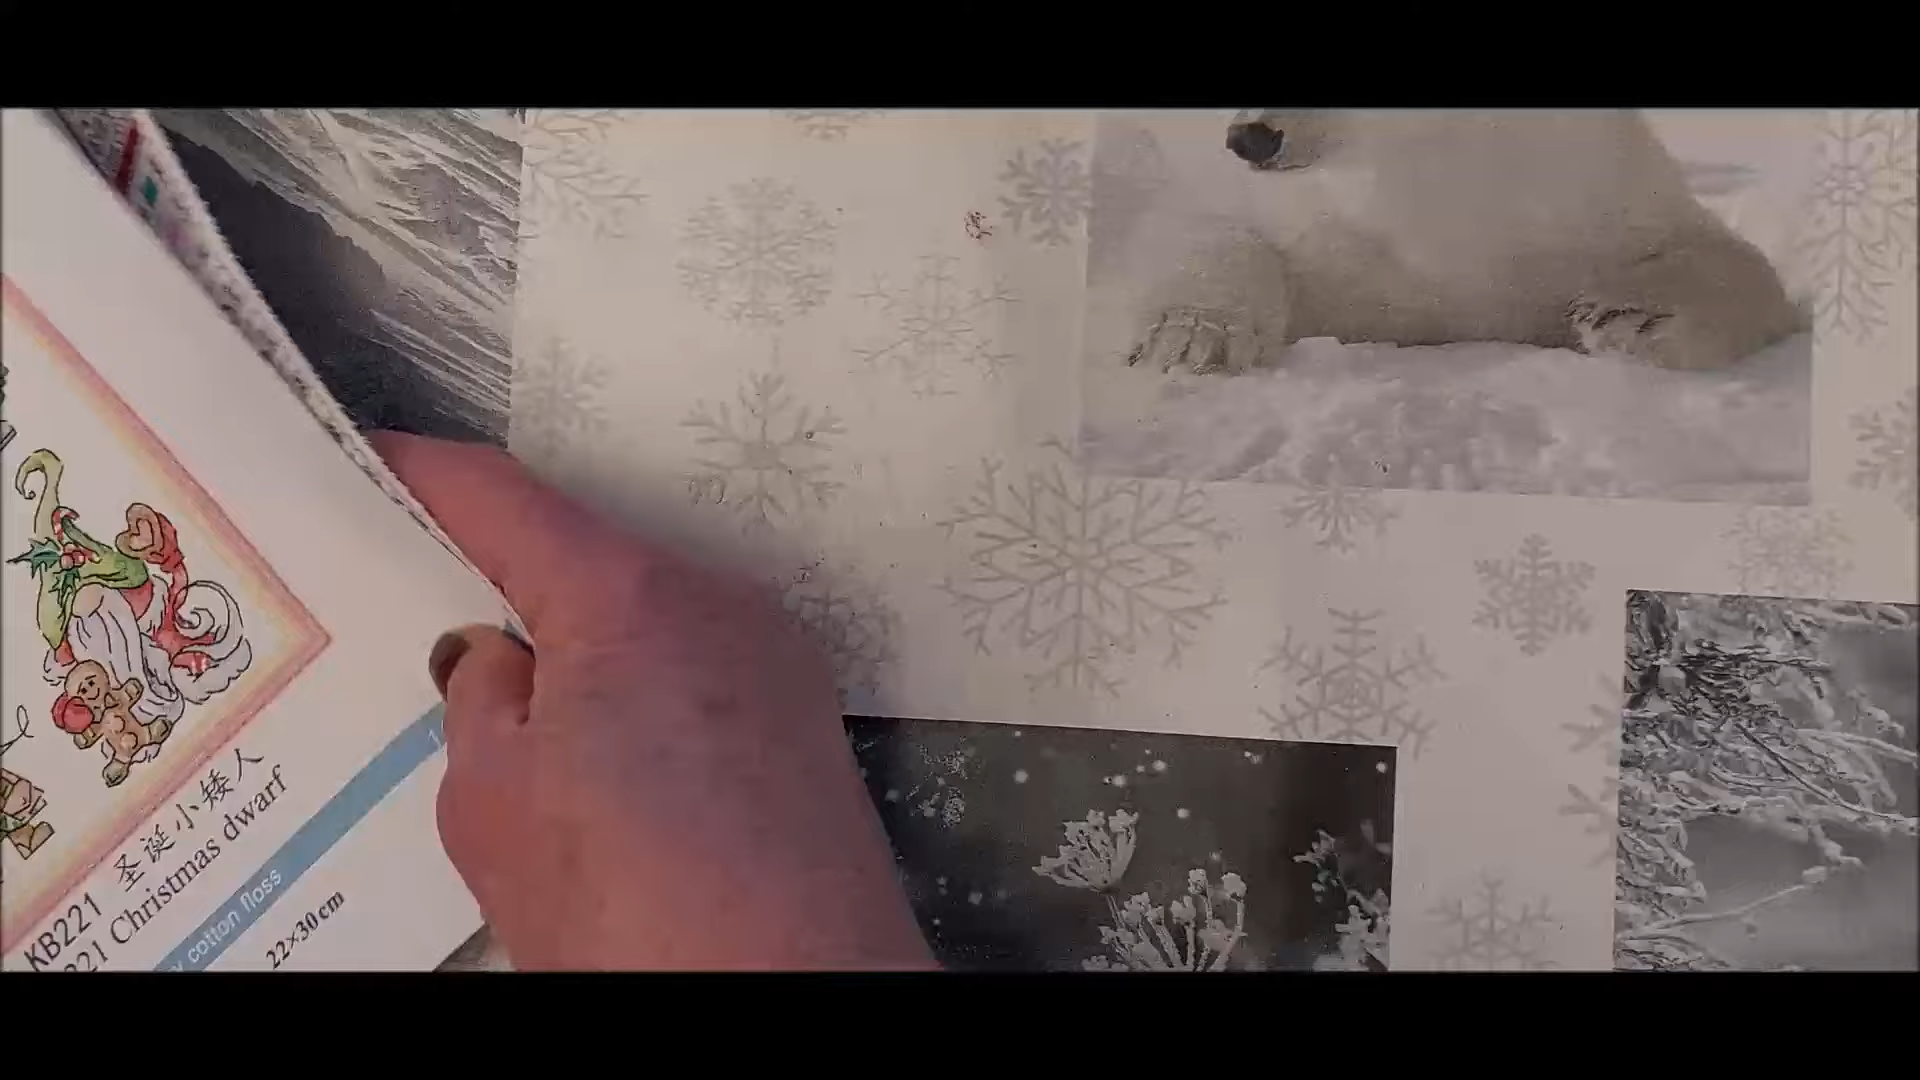 KB221 圣诞小矮人
221 Christmas dwarf
cotton floss
22×30cm